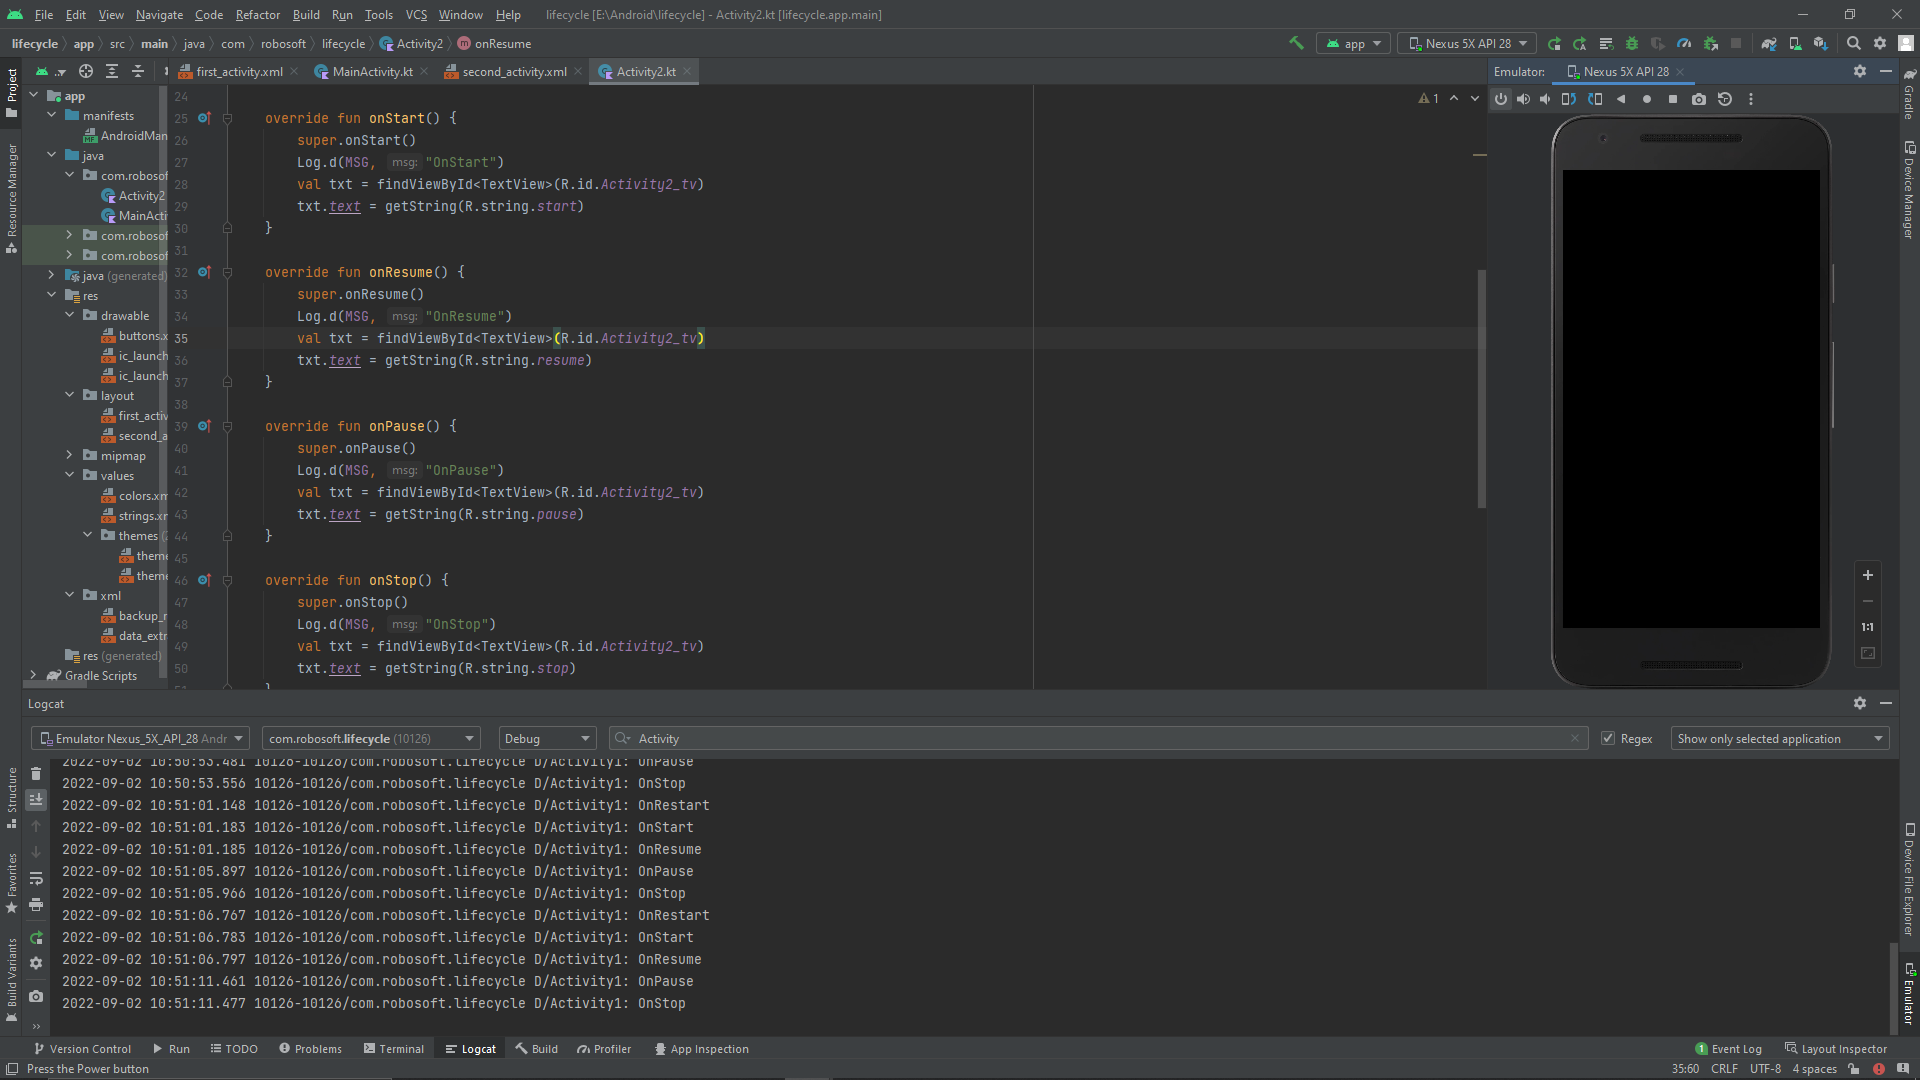 File Edit View Navigate Code Refactor Build Run Tools VCS Window Help lifecycle [E:\Android\lifecycle] - Activity2.kt [lifecycle.app.main]
lifecycle app src main java com robosoft lifecycle Activity2 onResume
app Nexus 5X API 28
first_activity.xml MainActivity.kt second_activity.xml Activity2.kt
Emulator: Nexus 5X API 28
Project
Resource Manager
Structure
Favorites
Build Variants
app
manifests
AndroidMan
java
com.robosof
Activity2
MainActi
com.robosof
com.robosof
java (generated)
res
drawable
buttons.x
ic_launch
ic_launch
layout
first_activ
second_a
mipmap
values
colors.xm
strings.xm
themes (
theme
theme
xml
backup_r
data_extr
res (generated)
Gradle Scripts
1
24
25 override fun onStart() {
26 super.onStart()
27 Log.d(MSG, msg: "OnStart")
28 val txt = findViewById<TextView>(R.id.Activity2_tv)
29 txt.text = getString(R.string.start)
30 }
31
32 override fun onResume() {
33 super.onResume()
34 Log.d(MSG, msg: "OnResume")
35 val txt = findViewById<TextView>(R.id.Activity2_tv)
36 txt.text = getString(R.string.resume)
37 }
38
39 override fun onPause() {
40 super.onPause()
41 Log.d(MSG, msg: "OnPause")
42 val txt = findViewById<TextView>(R.id.Activity2_tv)
43 txt.text = getString(R.string.pause)
44 }
45
46 override fun onStop() {
47 super.onStop()
48 Log.d(MSG, msg: "OnStop")
49 val txt = findViewById<TextView>(R.id.Activity2_tv)
50 txt.text = getString(R.string.stop)
51 }
1:1
Gradle
Device Manager
Device File Explorer
Emulator
Logcat
Emulator Nexus_5X_API_28 Andr com.robosoft.lifecycle (10126) Debug Activity Regex Show only selected application
2022-09-02 10:50:53.481 10126-10126/com.robosoft.lifecycle D/Activity1: OnPause
2022-09-02 10:50:53.556 10126-10126/com.robosoft.lifecycle D/Activity1: OnStop
2022-09-02 10:51:01.148 10126-10126/com.robosoft.lifecycle D/Activity1: OnRestart
2022-09-02 10:51:01.183 10126-10126/com.robosoft.lifecycle D/Activity1: OnStart
2022-09-02 10:51:01.185 10126-10126/com.robosoft.lifecycle D/Activity1: OnResume
2022-09-02 10:51:05.897 10126-10126/com.robosoft.lifecycle D/Activity1: OnPause
2022-09-02 10:51:05.966 10126-10126/com.robosoft.lifecycle D/Activity1: OnStop
2022-09-02 10:51:06.767 10126-10126/com.robosoft.lifecycle D/Activity1: OnRestart
2022-09-02 10:51:06.783 10126-10126/com.robosoft.lifecycle D/Activity1: OnStart
2022-09-02 10:51:06.797 10126-10126/com.robosoft.lifecycle D/Activity1: OnResume
2022-09-02 10:51:11.461 10126-10126/com.robosoft.lifecycle D/Activity1: OnPause
2022-09-02 10:51:11.477 10126-10126/com.robosoft.lifecycle D/Activity1: OnStop
Version Control Run TODO Problems Terminal Logcat Build Profiler App Inspection 1 Event Log Layout Inspector
Press the Power button 35:60 CRLF UTF-8 4 spaces